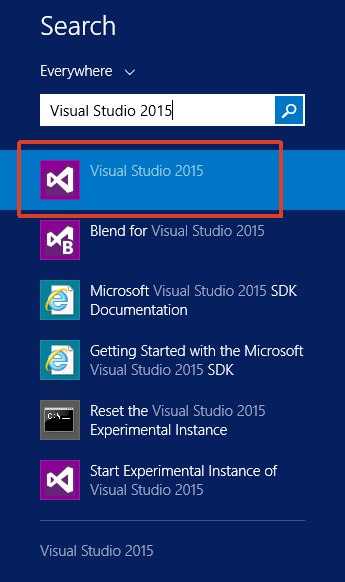 Search
Everywhere
Visual Studio 2015
Visual Studio 2015
Blend for Visual Studio 2015
Microsoft Visual Studio 2015 SDK
Documentation
Getting Started with the Microsoft
Visual Studio 2015 SDK
C:\_
Reset the Visual Studio 2015
Experimental Instance
Start Experimental Instance of
Visual Studio 2015
Visual Studio 2015